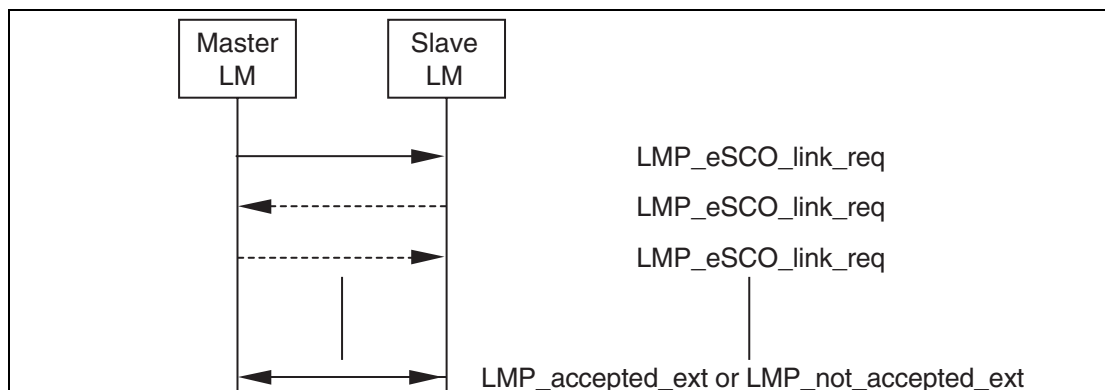 Master
LM
Slave
LM
LMP_eSCO_link_req
LMP_eSCO_link_req
LMP_eSCO_link_req
LMP_accepted_ext or LMP_not_accepted_ext